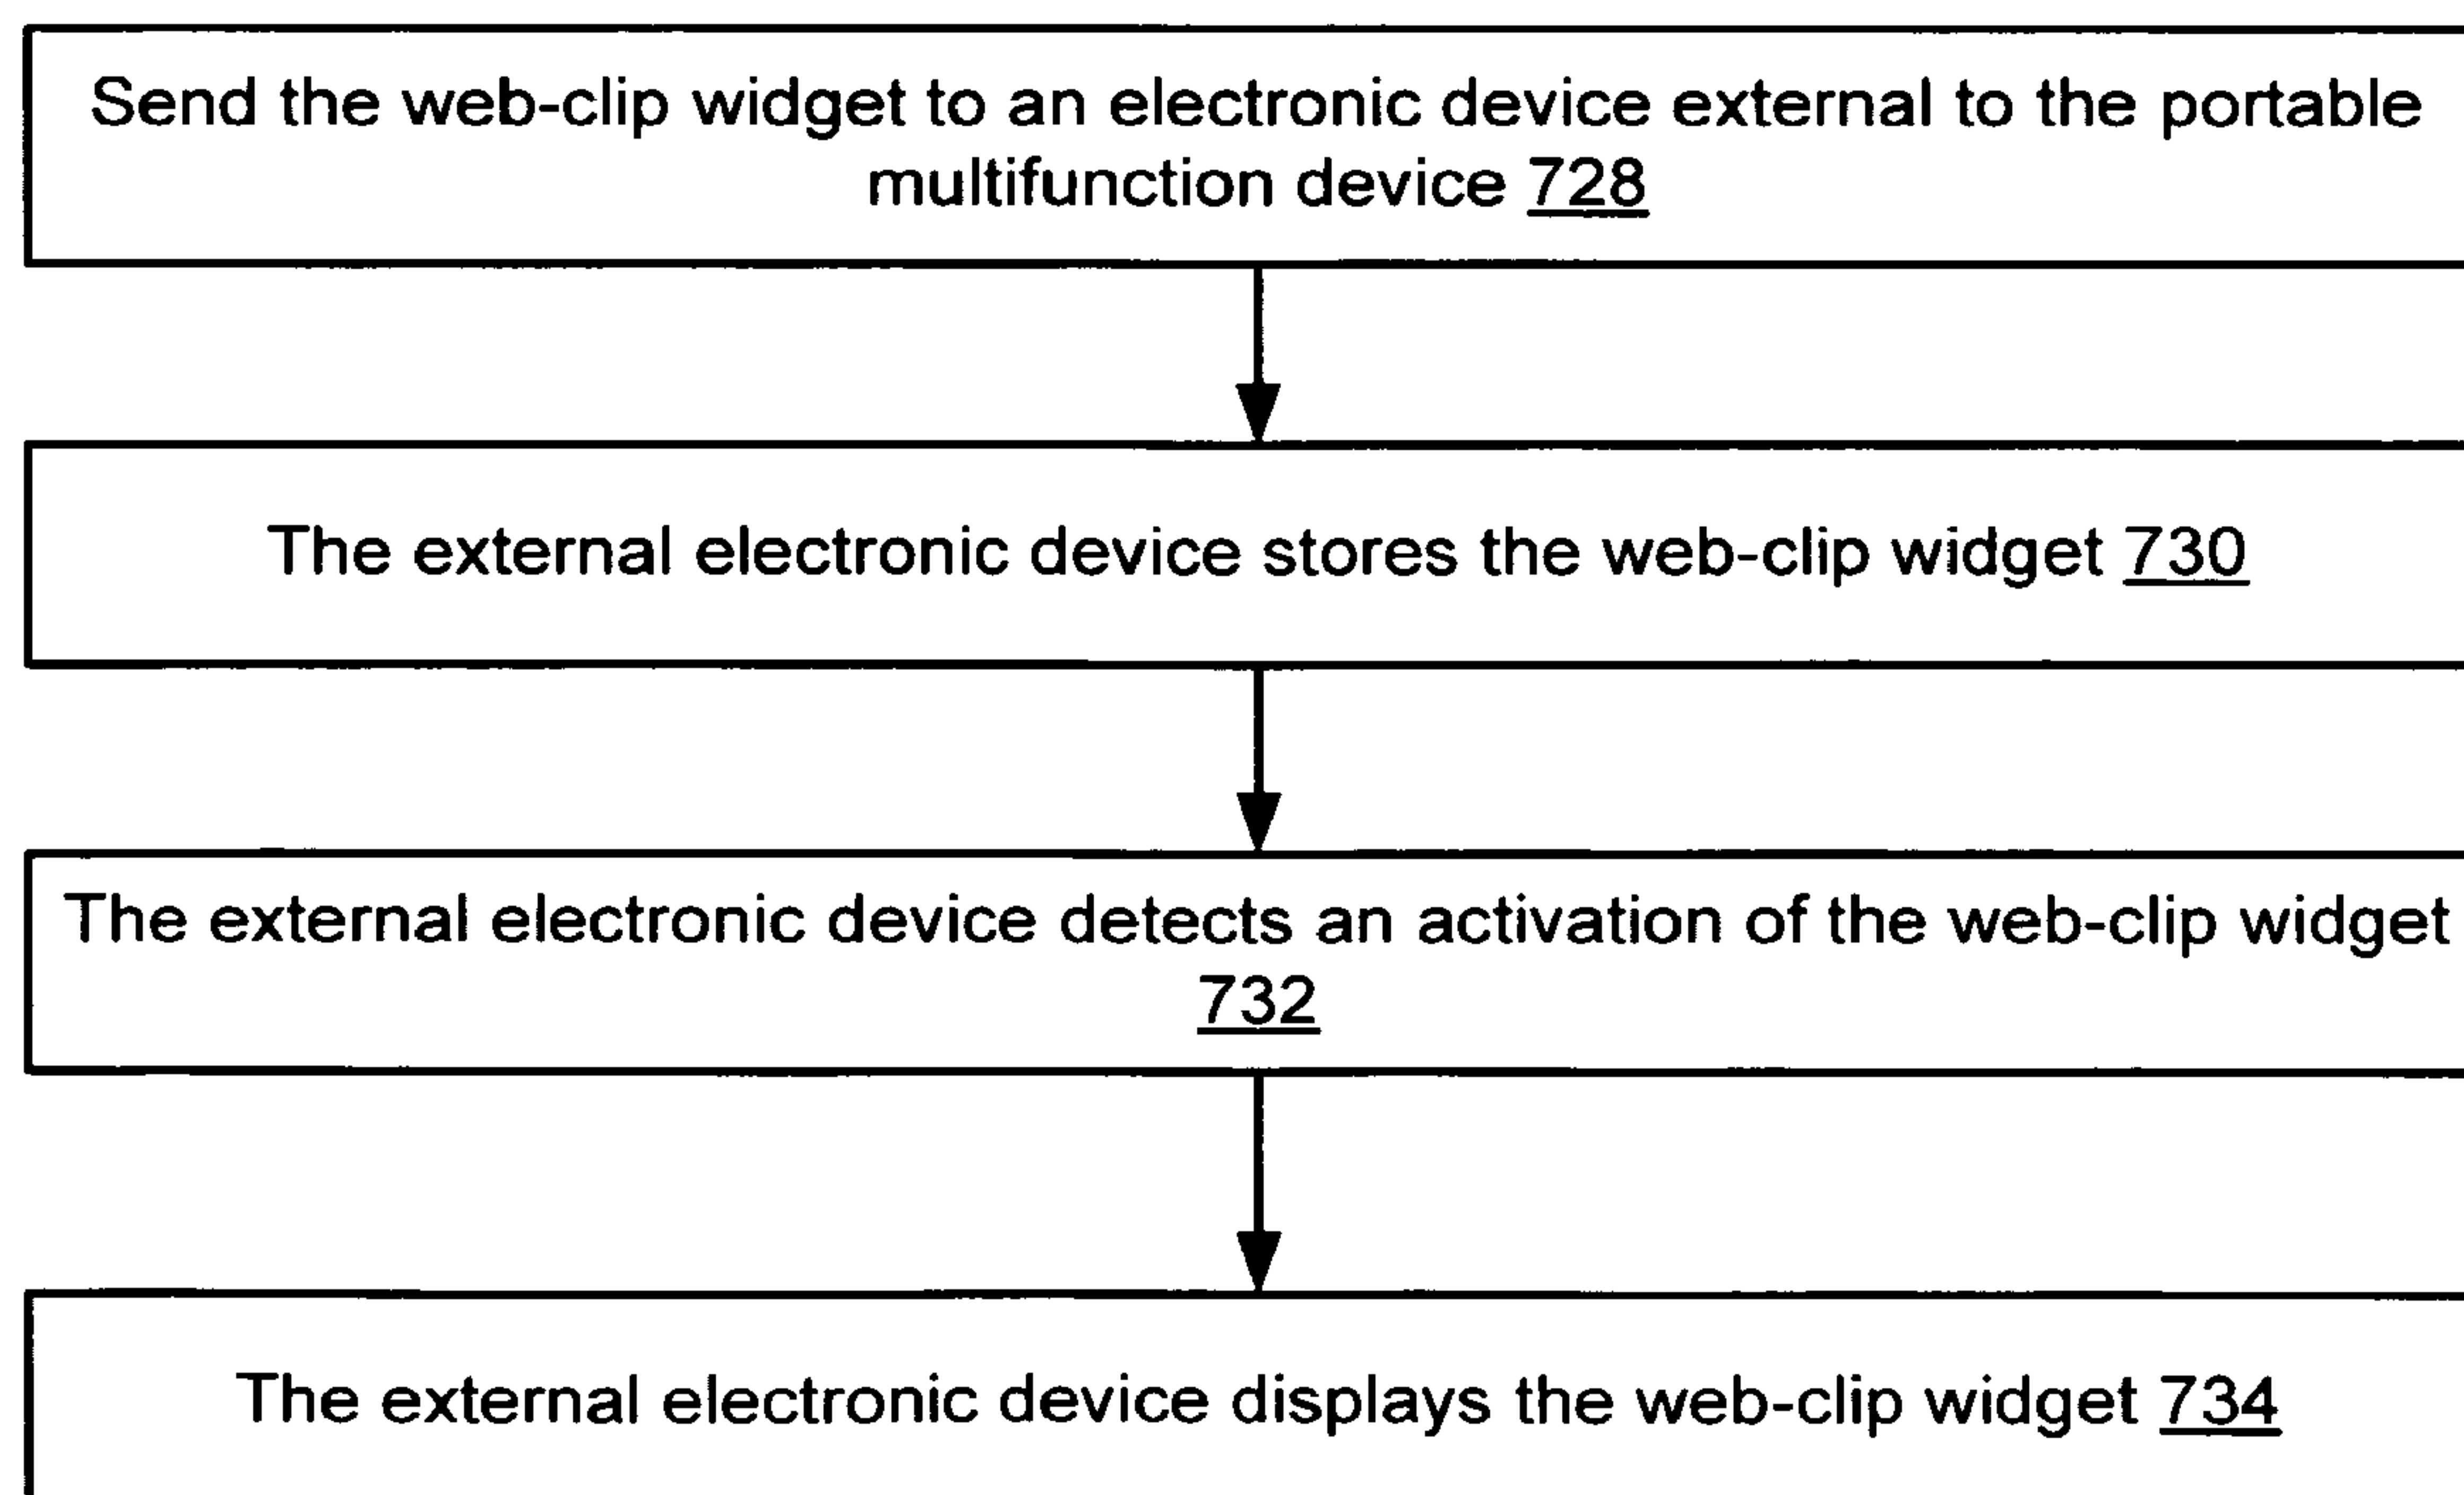 Send the web-clip widget to an electronic device external to the portable
multifunction device 728
The external electronic device stores the web-clip widget 730
The external electronic device detects an activation of the web-clip widget
732
The external electronic device displays the web-clip widget 734